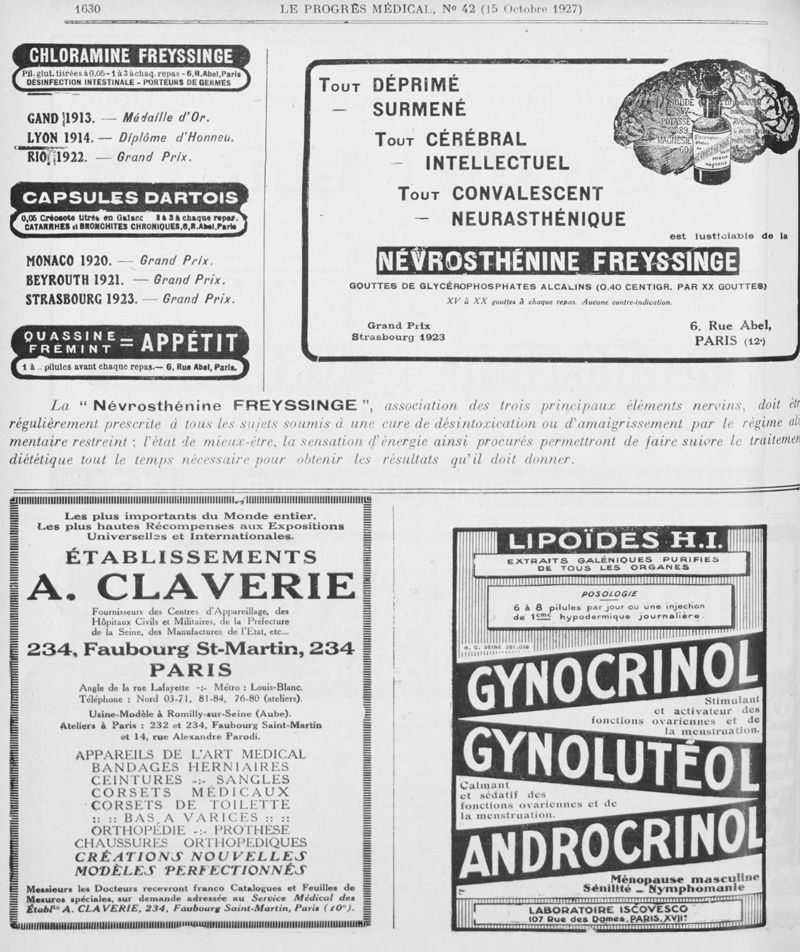 1630
LE PROGRÈS MÉDICAL, Nº 42 (15 Octobre 1927)
CHLORAMINE FREYSSINGE
Pil. glut. titrées à 0,05 - 1 à 3 à chaq. repas - 6, R. Abel, Paris
DÉSINFECTION INTESTINALE - PORTEURS DE GERMES
GAND 1913. — Médaille d'Or.
LYON 1914. — Diplôme d'Honneu.
RIO 1922. — Grand Prix.
CAPSULES DARTOIS
0,05 Créosote titrée en Galac 2 à 3 à chaque repas.
CATARRHES et BRONCHITES CHRONIQUES, 6, R. Abel, Paris
MONACO 1920. — Grand Prix.
BEYROUTH 1921. — Grand Prix.
STRASBOURG 1923. — Grand Prix.
QUASSINE
FRÉMINT = APPÉTIT
1 à .. pilules avant chaque repas. — 6, Rue Abel, Paris.
TOUT DÉPRIMÉ
— SURMENÉ
TOUT CÉRÉBRAL
— INTELLECTUEL
TOUT CONVALESCENT
— NEURASTHÉNIQUE
est justiciable de la
NÉVROSTHÉNINE FREYSSINGE
GOUTTES DE GLYCÉROPHOSPHATES ALCALINS (0.40 CENTIGR. PAR XX GOUTTES)
XV à XX gouttes à chaque repas. Aucune contre-indication.
Grand Prix
Strasbourg 1923
6, Rue Abel,
PARIS (12e)
SOUDE
POTASSE
MAGNÉSIE
La “ Névrosthénine FREYSSINGE ”, association des trois principaux éléments nervins, doit êtr
régulièrement prescrite à tous les sujets soumis à une cure de désintoxication ou d'amaigrissement par le régime ali
mentaire restreint ; l'état de mieux-être, la sensation d'énergie ainsi procurés permettront de faire suivre le traitemen
diététique tout le temps nécessaire pour obtenir les résultats qu'il doit donner.
Les plus importants du Monde entier.
Les plus hautes Récompenses aux Expositions
Universelles et Internationales.
ÉTABLISSEMENTS
A. CLAVERIE
Fournisseurs des Centres d'Appareillage, des
Hôpitaux Civils et Militaires, de la Préfecture
de la Seine, des Manufactures de l'Etat, etc...
234, Faubourg St-Martin, 234
PARIS
Angle de la rue Lafayette -:- Métro : Louis-Blanc.
Téléphone : Nord 03-71, 81-84, 76-80 (ateliers).
Usine-Modèle à Romilly-sur-Seine (Aube).
Ateliers à Paris : 232 et 234, Faubourg Saint-Martin
et 14, rue Alexandre Parodi.
APPAREILS DE L'ART MEDICAL
BANDAGES HERNIAIRES
CEINTURES -:- SANGLES
CORSETS MÉDICAUX
CORSETS DE TOILETTE
:: :: BAS A VARICES :: ::
ORTHOPÉDIE -:- PROTHÈSE
CHAUSSURES ORTHOPEDIQUES
CRÉATIONS NOUVELLES
MODÈLES PERFECTIONNÉS
Messieurs les Docteurs recevront franco Catalogues et Feuilles de
Mesures spéciales, sur demande adressée au Service Médical des
Établts A. CLAVERIE, 234, Faubourg Saint-Martin, Paris (10e).
LIPOÏDES H.I.
EXTRAITS GALÉNIQUES PURIFIÉS
DE TOUS LES ORGANES
POSOLOGIE
6 à 8 pilules par jour ou une injection
de 1cmc hypodermique journalière.
R. C. SEINE
GYNOCRINOL
Stimulant
et activateur des
fonctions ovariennes et de
la menstruation.
GYNOLUTÉOL
Calmant
et sédatif des
fonctions ovariennes et de
la menstruation.
ANDROCRINOL
Ménopause masculine
Sénilité - Nymphomanie
LABORATOIRE ISCOVESCO
107 Rue des Dames, PARIS, XVIIe